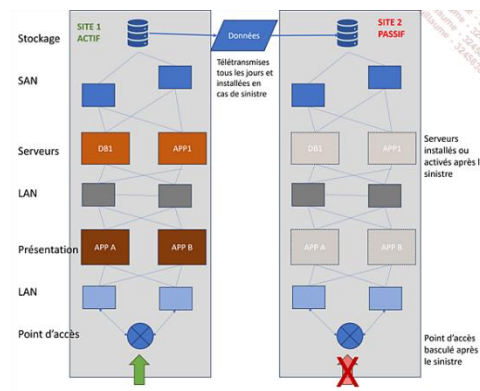 Stockage
SITE 1
ACTIF
Données
SITE 2
PASSIF
Télétransmises
tous les jours et
installées en
cas de sinistre
SAN
Serveurs
DB1
APP1
DB1
APP1
Serveurs
installés ou
activés après l
sinistre
LAN
Présentation
APP A
APP B
APP A
APP B
LAN
Point d'accès
Point d'accès
basculé après
le sinistre